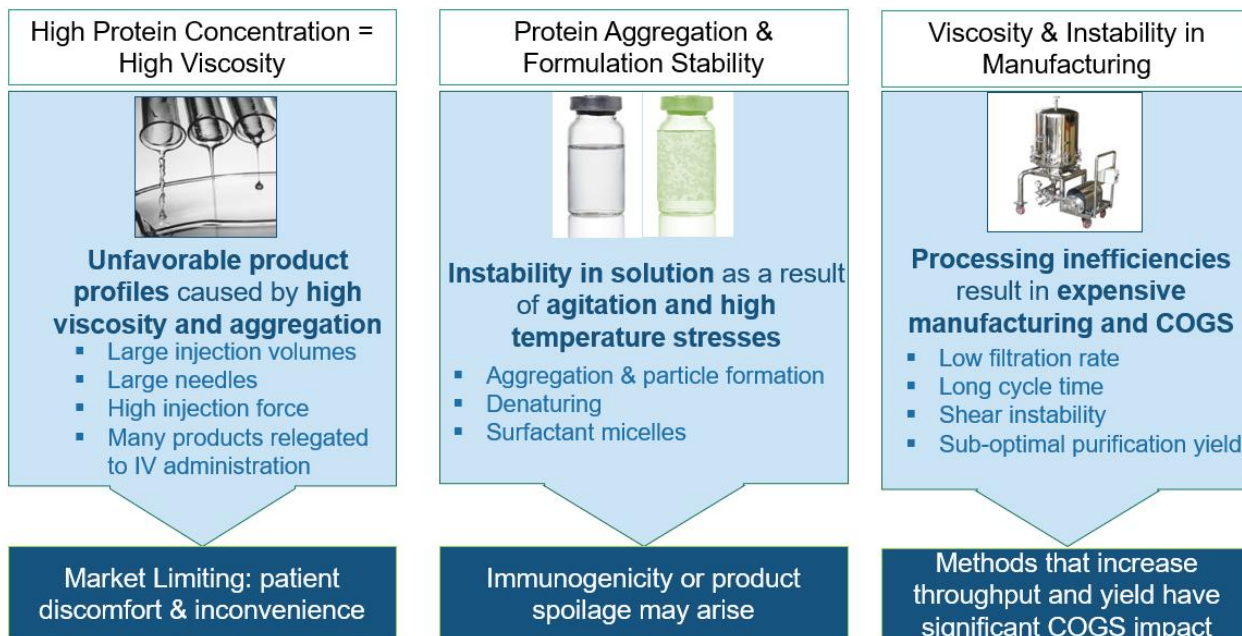 High Protein Concentration =
High Viscosity
Unfavorable product
profiles caused by high
viscosity and aggregation
▪ Large injection volumes
▪ Large needles
▪ High injection force
▪ Many products relegated
to IV administration
Market Limiting: patient
discomfort & inconvenience
Protein Aggregation &
Formulation Stability
Instability in solution as a result
of agitation and high
temperature stresses
▪ Aggregation & particle formation
▪ Denaturing
▪ Surfactant micelles
Immunogenicity or product
spoilage may arise
Viscosity & Instability in
Manufacturing
Processing inefficiencies
result in expensive
manufacturing and COGS
▪ Low filtration rate
▪ Long cycle time
▪ Shear instability
▪ Sub-optimal purification yield
Methods that increase
throughput and yield have
significant COGS impact